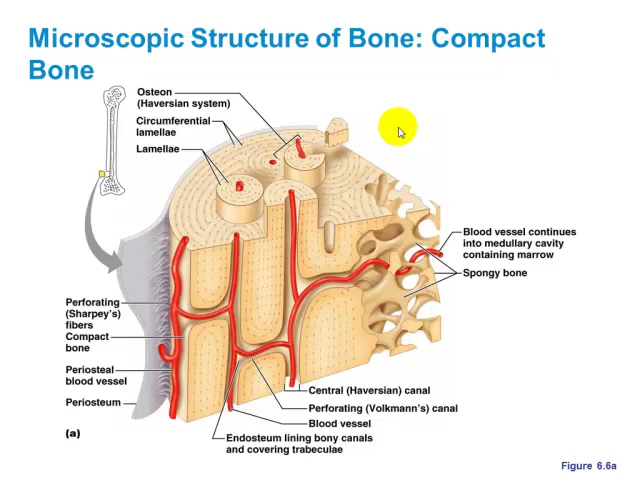 Microscopic Structure of Bone: Compact
Bone
Osteon
(Haversian system)
Circumferential
lamellae
Lamellae
Blood vessel continues
into medullary cavity
containing marrow
Spongy bone
Perforating
(Sharpey's)
fibers
Compact
bone
Periosteal
blood vessel
Periosteum
Central (Haversian) canal
Perforating (Volkmann's) canal
Blood vessel
Endosteum lining bony canals
and covering trabeculae
(a)
Figure 6.6a